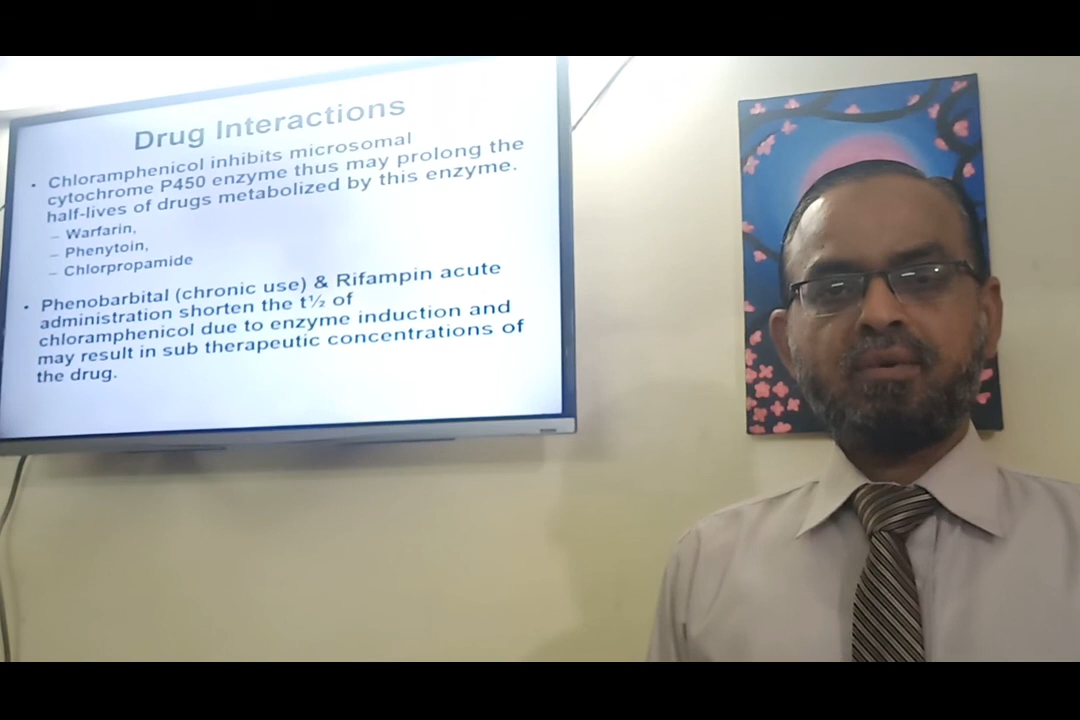 Drug Interactions
• Chloramphenicol inhibits microsomal
cytochrome P450 enzyme thus may prolong the
half-lives of drugs metabolized by this enzyme.
– Warfarin,
– Phenytoin,
– Chlorpropamide
• Phenobarbital (chronic use) & Rifampin acute
administration shorten the t½ of
chloramphenicol due to enzyme induction and
may result in sub therapeutic concentrations of
the drug.